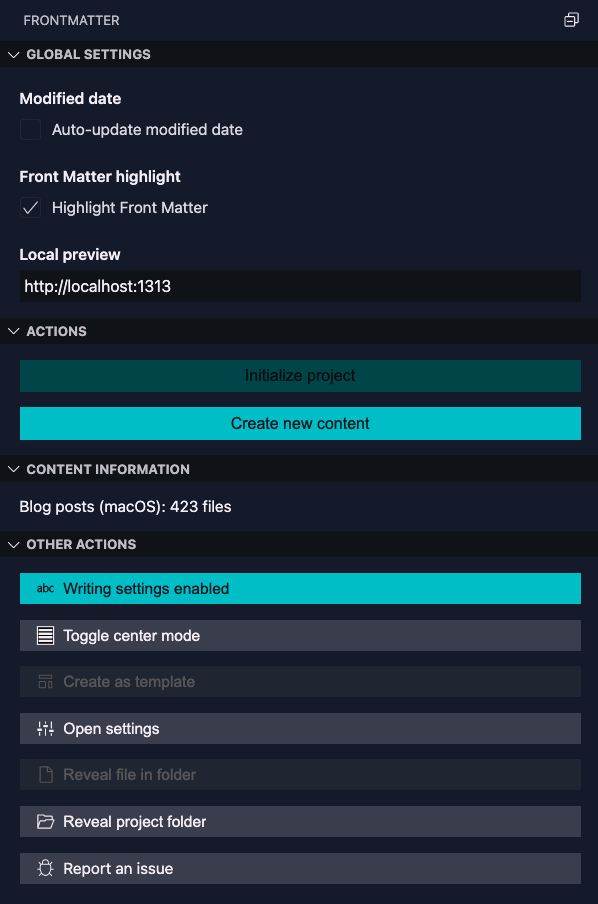 FRONTMATTER
GLOBAL SETTINGS
Modified date
Auto-update modified date
Front Matter highlight
Highlight Front Matter
Local preview
http://localhost:1313
ACTIONS
Initialize project
Create new content
CONTENT INFORMATION
Blog posts (macOS): 423 files
OTHER ACTIONS
abc Writing settings enabled
Toggle center mode
Create as template
Open settings
Reveal file in folder
Reveal project folder
Report an issue